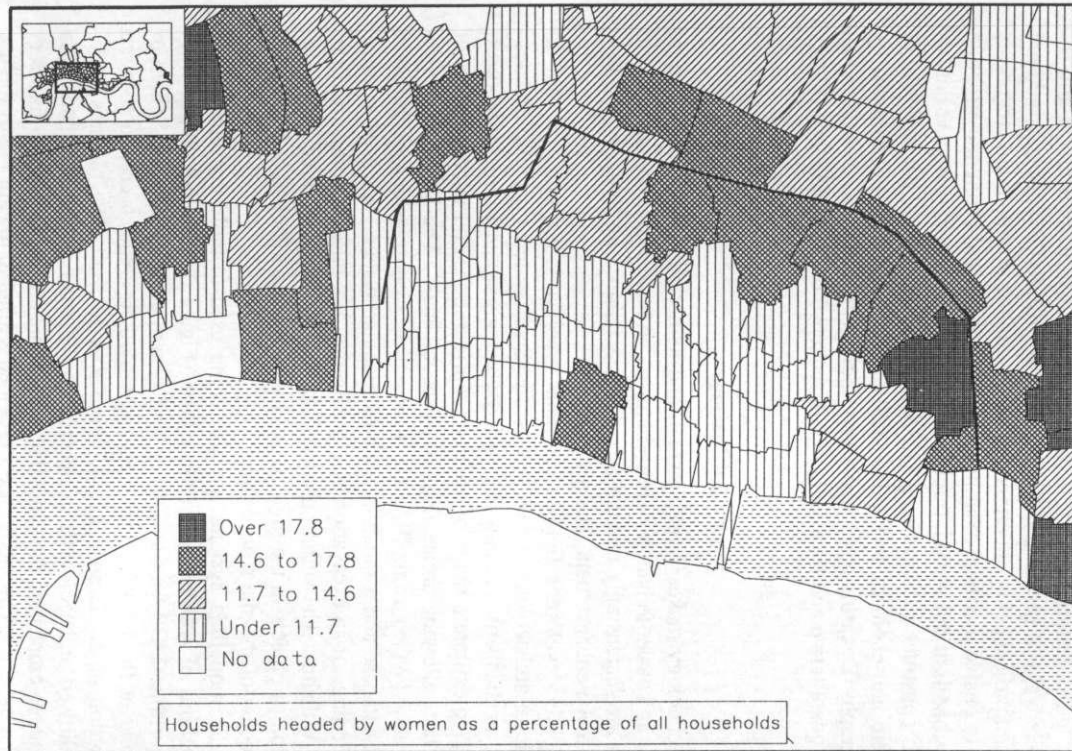 Over 17.8
14.6 to 17.8
11.7 to 14.6
Under 11.7
No data
Households headed by women as a percentage of all households